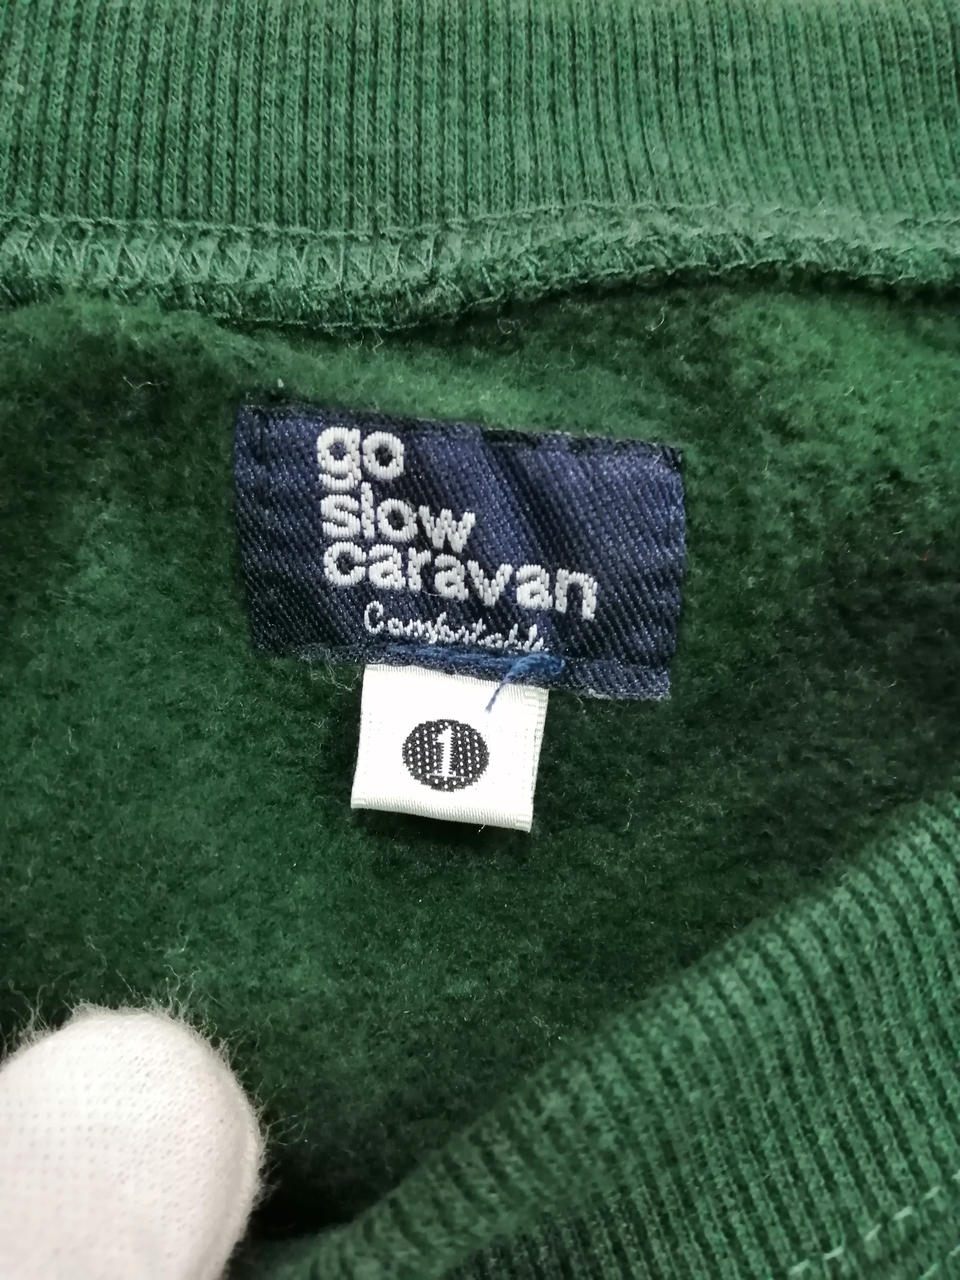 go
slow
caravan
Comfortable
1